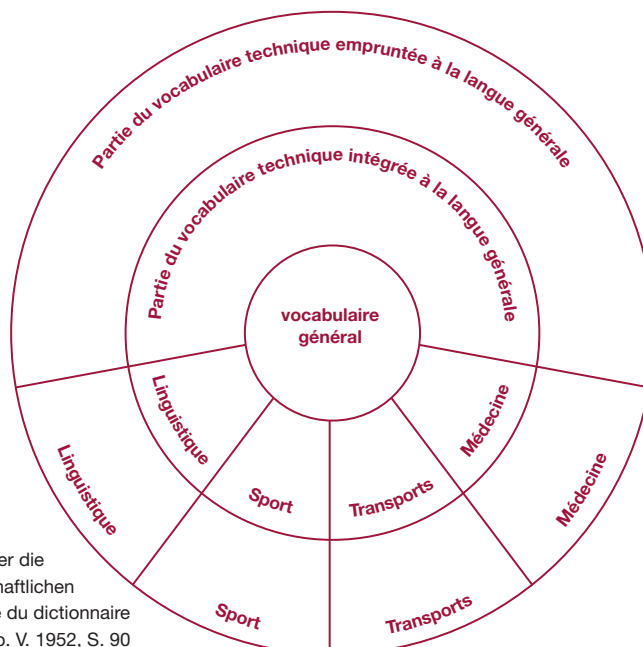 Partie du vocabulaire technique empruntée à la langue générale
Partie du vocabulaire technique intégrée à la langue générale
vocabulaire
général
Linguistique
Sport
Transports
Médecine
Linguistique
Sport
Transports
Médecine
er die
haftlichen
e du dictionnaire
o. V. 1952, S. 90